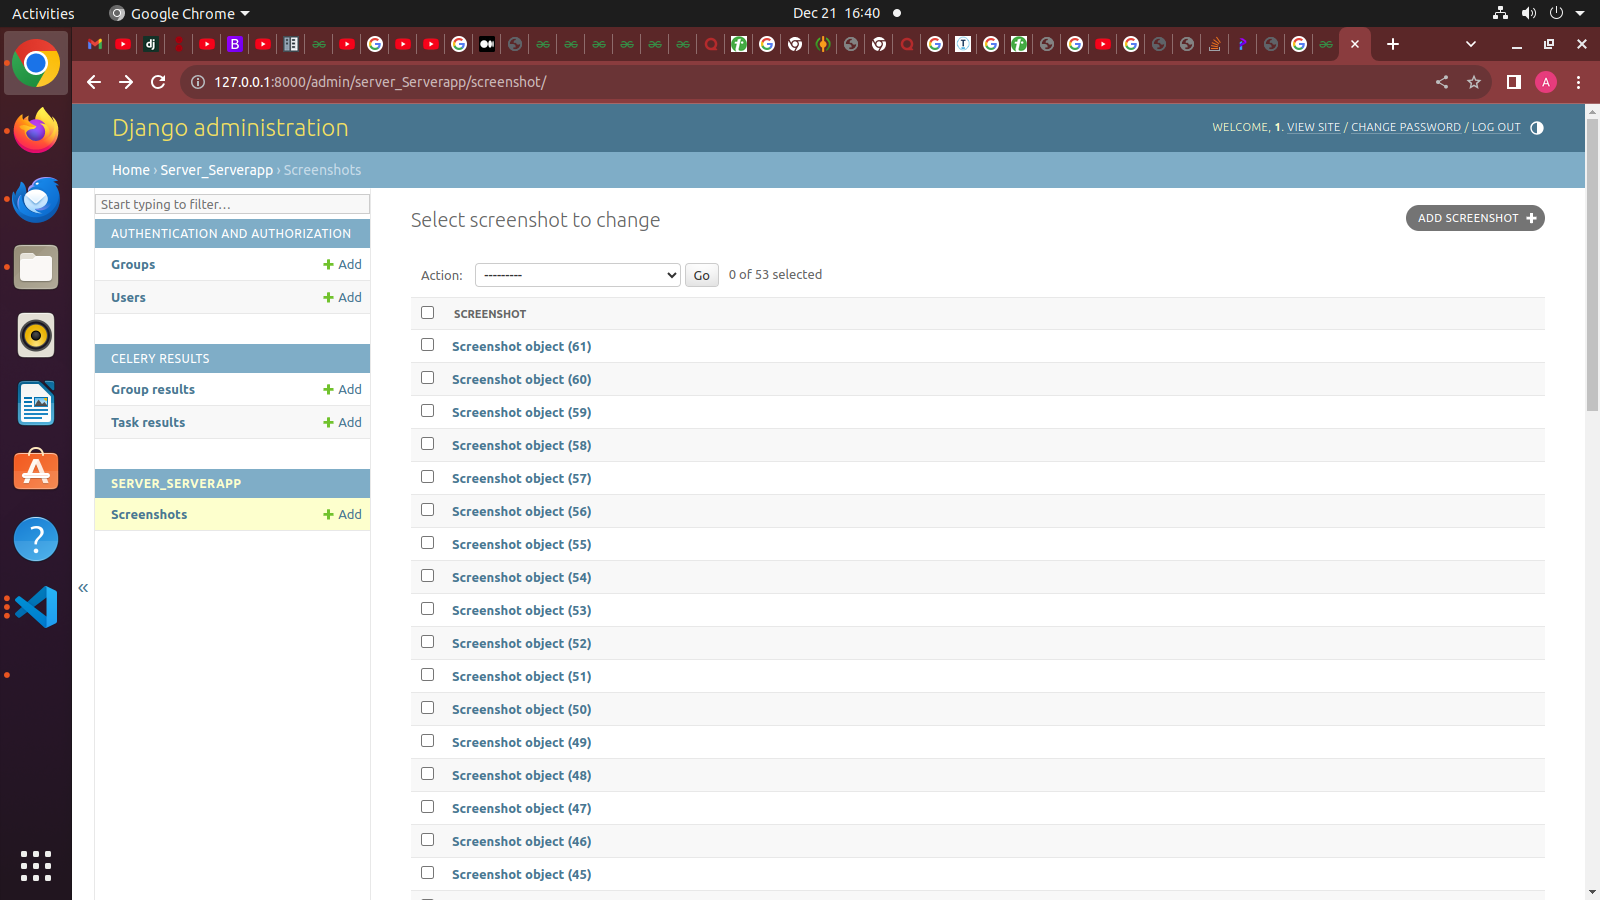 Activities
Google Chrome
Dec 21 16:40
127.0.0.1:8000/admin/server_Serverapp/screenshot/
A
Django administration
WELCOME, 1. VIEW SITE / CHANGE PASSWORD / LOG OUT
Home › Server_Serverapp › Screenshots
Start typing to filter...
AUTHENTICATION AND AUTHORIZATION
Groups + Add
Users + Add
CELERY RESULTS
Group results + Add
Task results + Add
SERVER_SERVERAPP
Screenshots + Add
«
Select screenshot to change
ADD SCREENSHOT +
Action: --------- Go 0 of 53 selected
SCREENSHOT
Screenshot object (61)
Screenshot object (60)
Screenshot object (59)
Screenshot object (58)
Screenshot object (57)
Screenshot object (56)
Screenshot object (55)
Screenshot object (54)
Screenshot object (53)
Screenshot object (52)
Screenshot object (51)
Screenshot object (50)
Screenshot object (49)
Screenshot object (48)
Screenshot object (47)
Screenshot object (46)
Screenshot object (45)